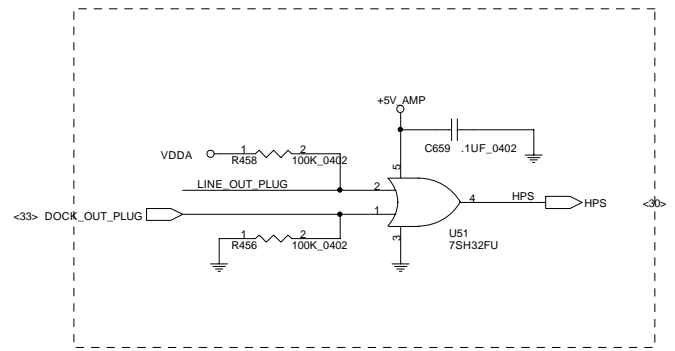 +5V_AMP
C659 .1UF_0402
VDDA
1 2
R458 100K_0402
5
LINE_OUT_PLUG
2
4
HPS
HPS
<30>
<33> DOCK_OUT_PLUG
1
1 2
R456 100K_0402
3
U51
7SH32FU